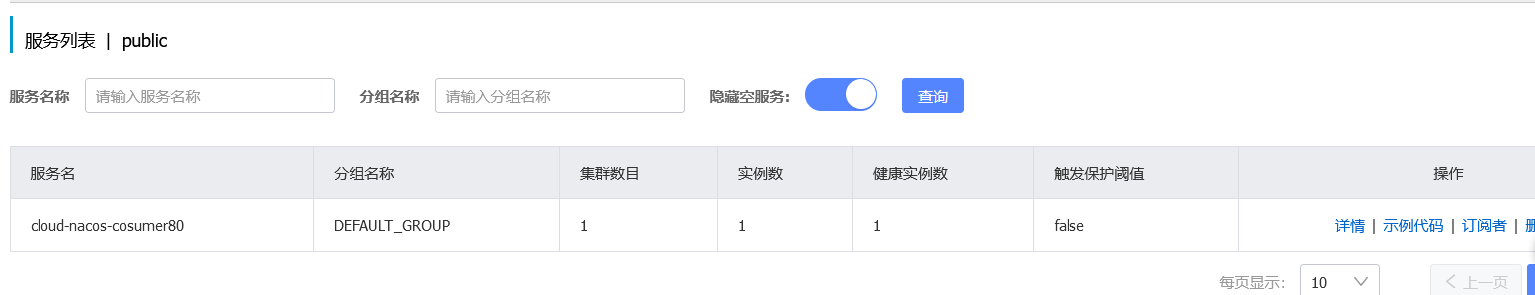 服务列表 | public
服务名称 请输入服务名称 分组名称 请输入分组名称 隐藏空服务: 查询
服务名 分组名称 集群数目 实例数 健康实例数 触发保护阈值 操作
cloud-nacos-cosumer80 DEFAULT_GROUP 1 1 1 false 详情 | 示例代码 | 订阅者 |
每页显示: 10 上一页